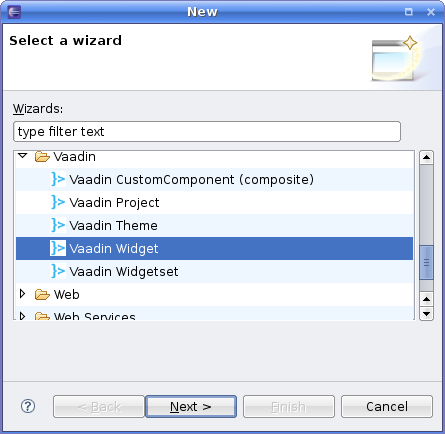 New
Select a wizard
Wizards:
type filter text
Vaadin
Vaadin CustomComponent (composite)
Vaadin Project
Vaadin Theme
Vaadin Widget
Vaadin Widgetset
Web
Web Services
< Back
Next >
Finish
Cancel